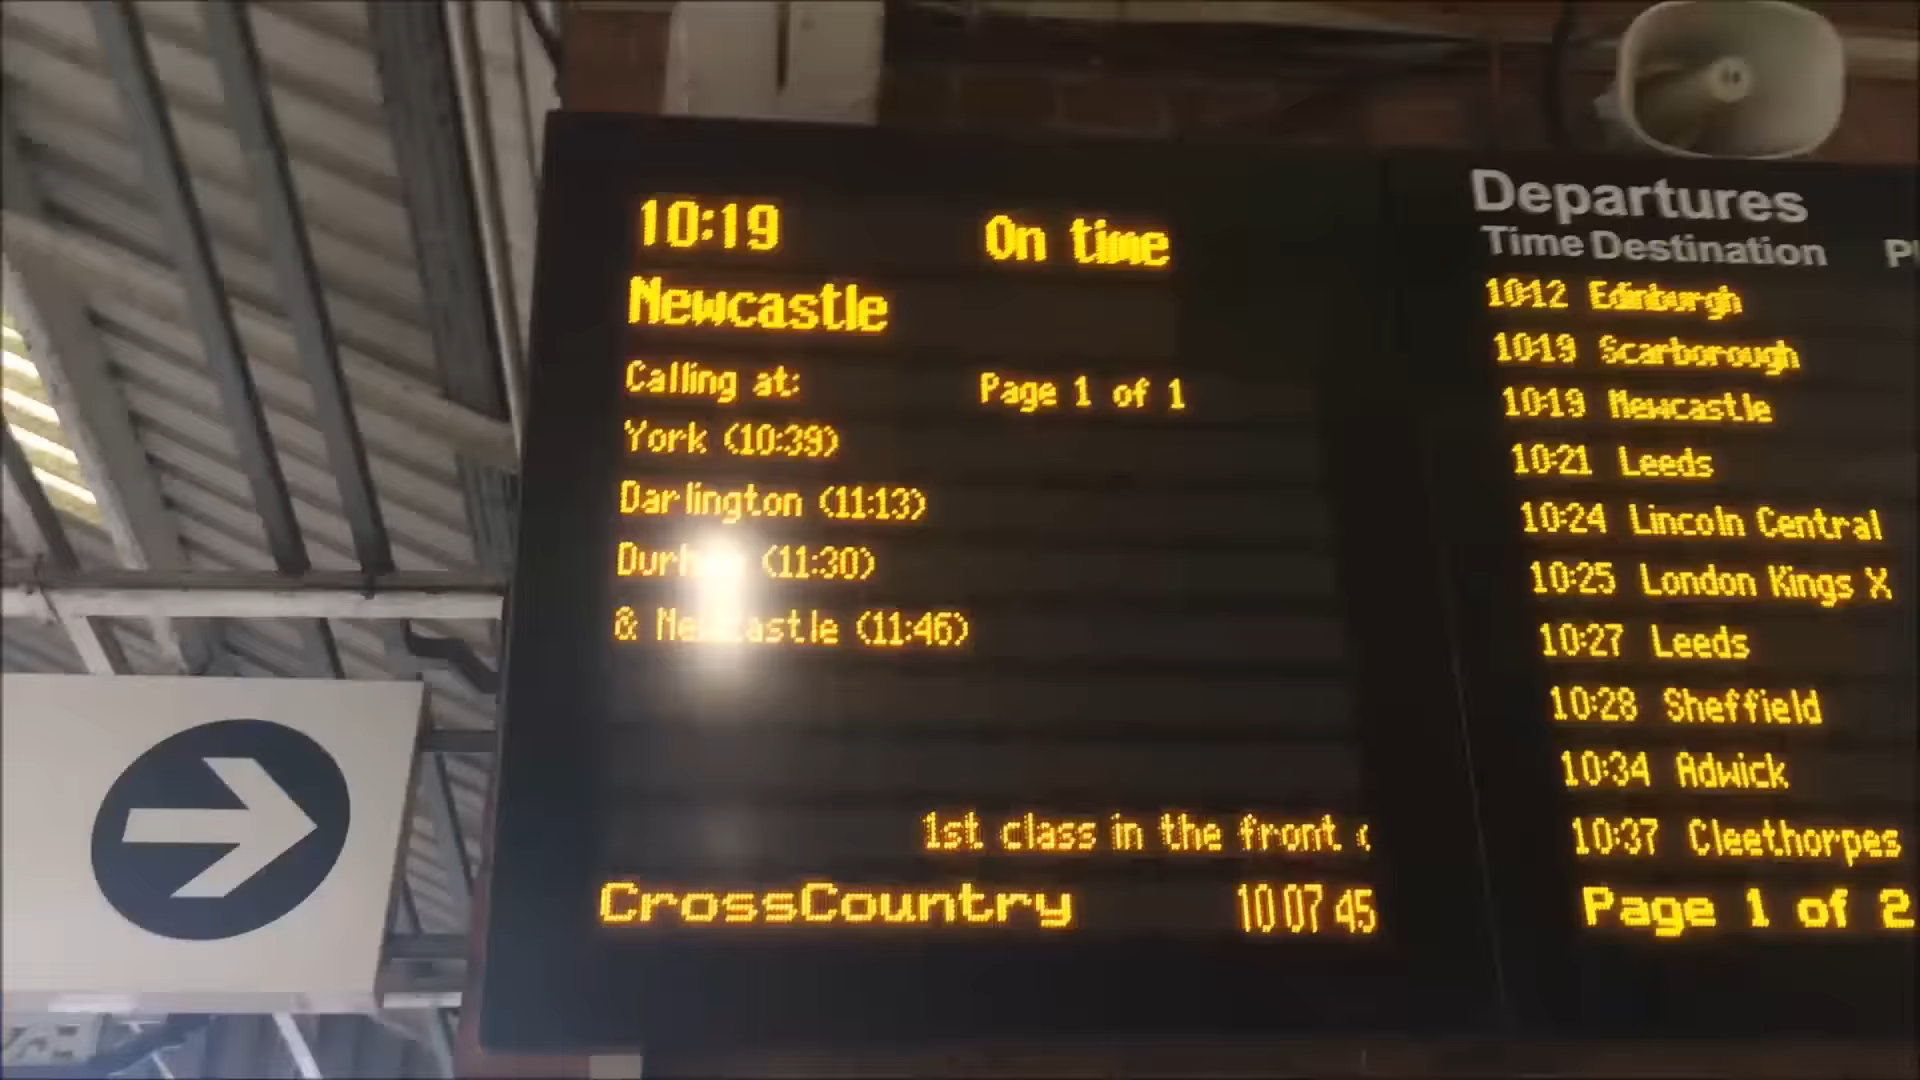 10:19 On time
Newcastle
Calling at: Page 1 of 1
York (10:39)
Darlington (11:13)
Durham (11:30)
& Newcastle (11:46)
1st class in the front
CrossCountry 10 07 45
Departures
Time Destination
10:12 Edinburgh
10:19 Scarborough
10:19 Newcastle
10:21 Leeds
10:24 Lincoln Central
10:25 London Kings X
10:27 Leeds
10:28 Sheffield
10:34 Adwick
10:37 Cleethorpes
Page 1 of 2